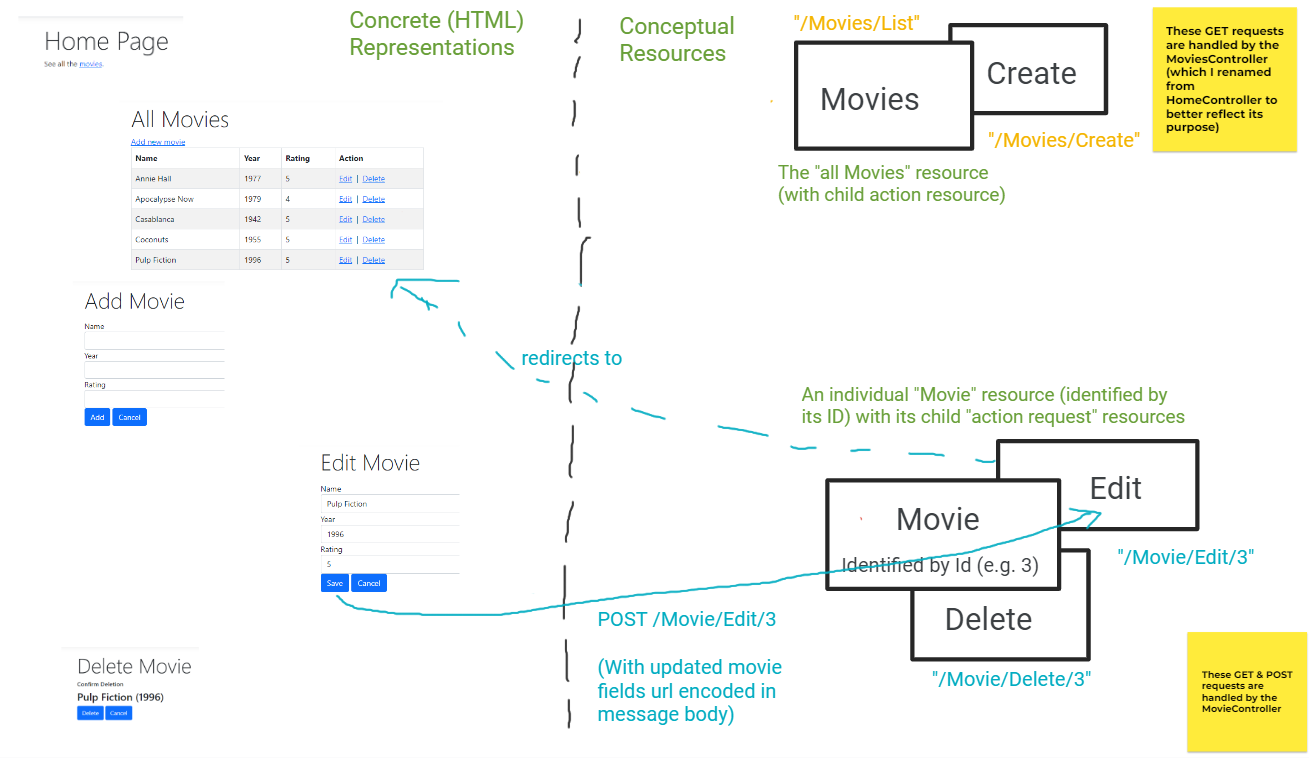 Home Page
See all the movies.
Concrete (HTML)
Representations
Conceptual
Resources
"/Movies/List"
Create
Movies
"/Movies/Create"
The "all Movies" resource
(with child action resource)
These GET requests
are handled by the
MoviesController
(which I renamed
from
HomeController to
better reflect its
purpose)
All Movies
Add new movie
Name Year Rating Action
Annie Hall 1977 5 Edit | Delete
Apocalypse Now 1979 4 Edit | Delete
Casablanca 1942 5 Edit | Delete
Coconuts 1955 5 Edit | Delete
Pulp Fiction 1996 5 Edit | Delete
Add Movie
Name
Year
Rating
Add Cancel
redirects to
An individual "Movie" resource (identified by
its ID) with its child "action request" resources
Edit
Movie
Identified by Id (e.g. 3)
"/Movie/Edit/3"
Delete
"/Movie/Delete/3"
Edit Movie
Name
Pulp Fiction
Year
1996
Rating
5
Save Cancel
POST /Movie/Edit/3
(With updated movie
fields url encoded in
message body)
Delete Movie
Confirm Deletion
Pulp Fiction (1996)
Delete Cancel
These GET & POST
requests are
handled by the
MovieController